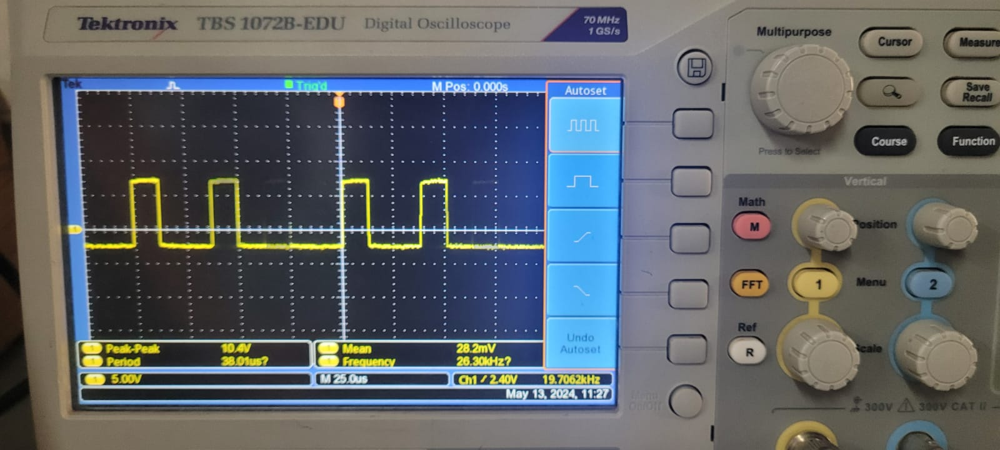 Tektronix TBS 1072B-EDU Digital Oscilloscope
70 MHz
1 GS/s
Tek
Trig'd
M Pos: 0.000s
Autoset
1
Undo
Autoset
1 Peak-Peak 10.4V
1 Period 38.01us?
1 Mean 28.2mV
1 Frequency 26.30kHz?
1 5.00V
M 25.0us
Ch1 / 2.40V 19.7062kHz
May 13, 2024, 11:27
Multipurpose
Press to Select
Cursor
Measure
Save
Recall
Course
Function
Vertical
Math
M
Position
FFT
1
Menu
2
Ref
R
Scale
Menu
On/Off
300V
300V CAT II